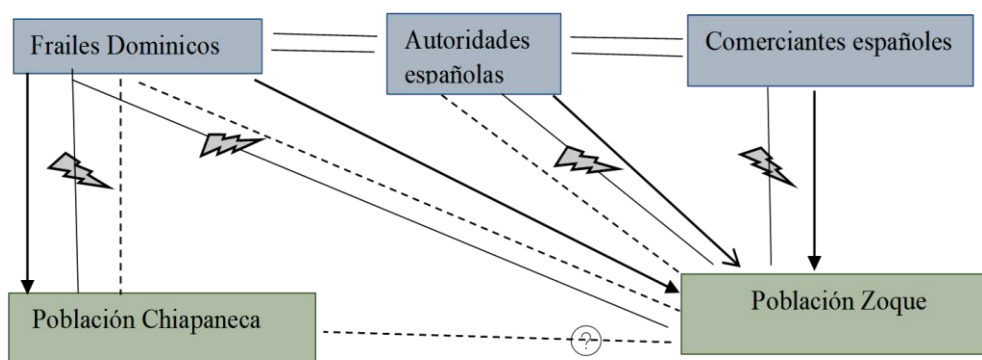 Frailes Dominicos
Autoridades
españolas
Comerciantes españoles
Población Chiapaneca
?
Población Zoque